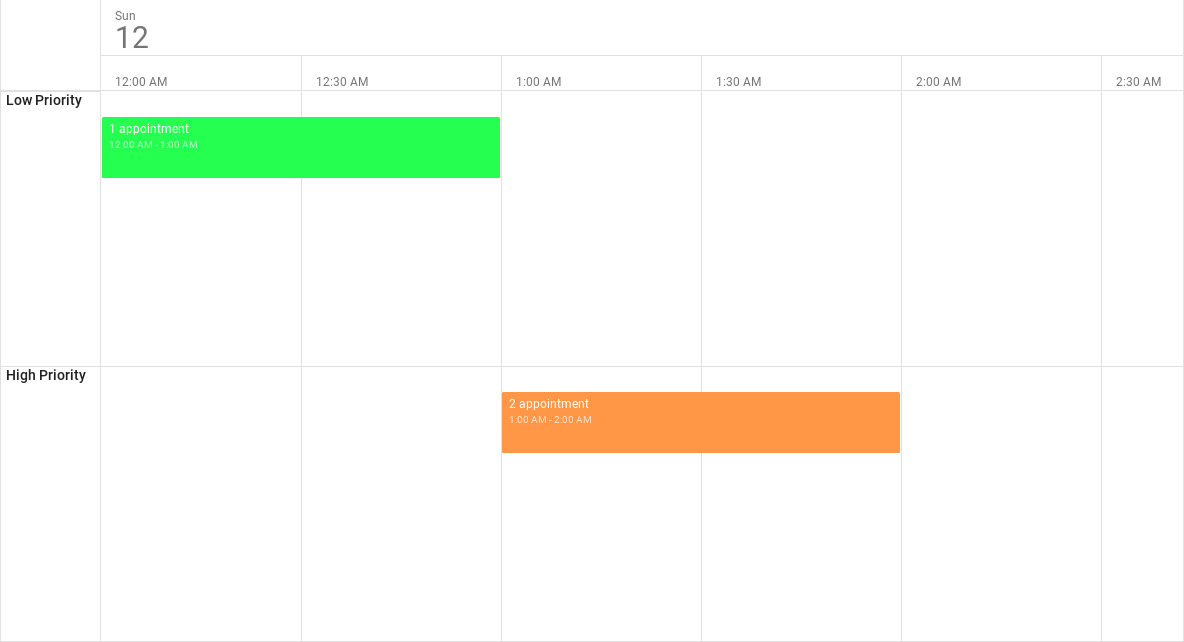 Sun
12
12:00 AM
12:30 AM
1:00 AM
1:30 AM
2:00 AM
2:30 AM
Low Priority
1 appointment
12:00 AM - 1:00 AM
High Priority
2 appointment
1:00 AM - 2:00 AM